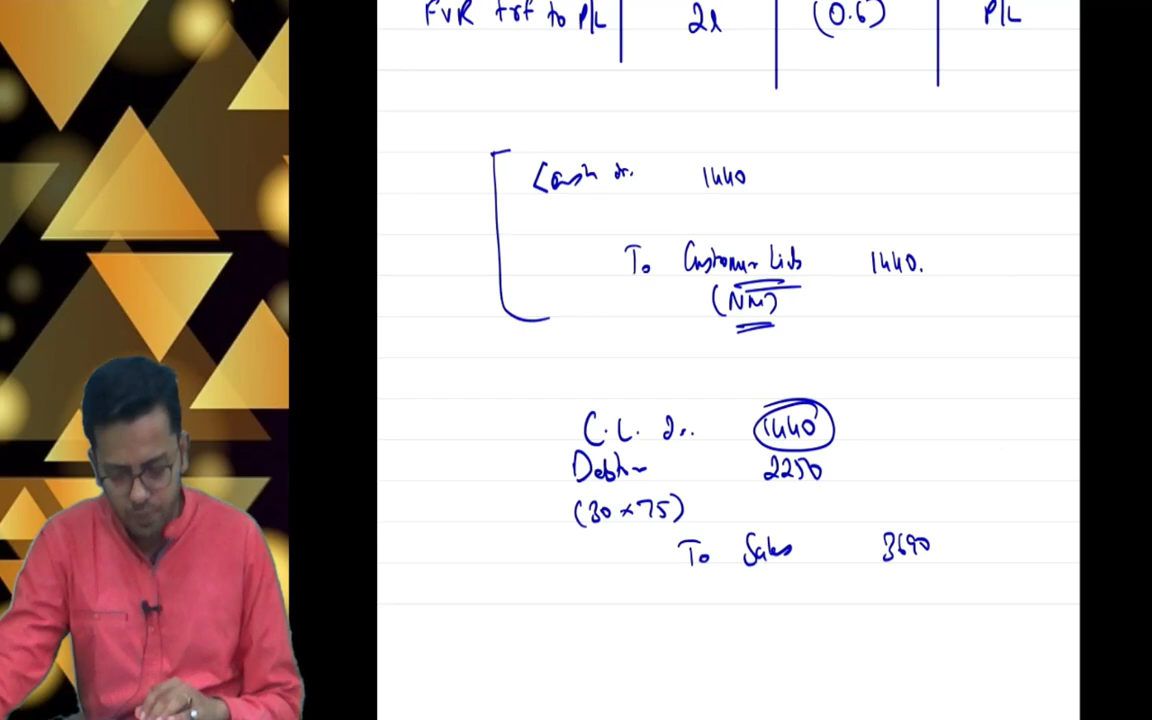 FVR trf to P/L 2l (0.6) P/L
Cash dr. 1440
To Customer Liab 1440.
(NM)
C.L. dr. 1440
Debtor 2250
(30 × 75)
To Sales 3690